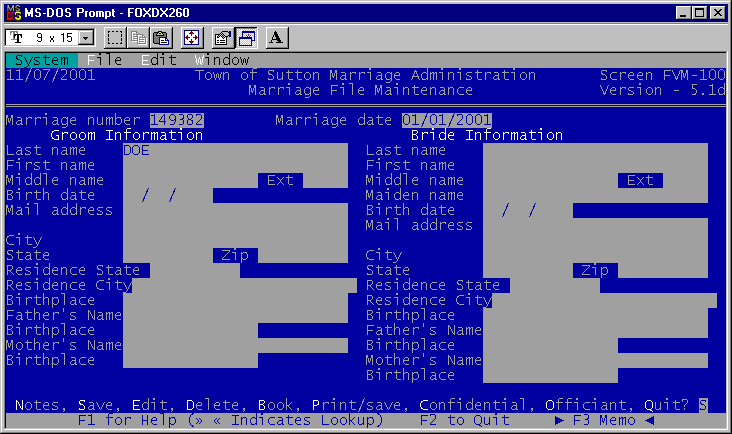 MS-DOS Prompt - FOXDX260
9 x 15 A
System File Edit Window
11/07/2001 Town of Sutton Marriage Administration Screen FVM-100
Marriage File Maintenance Version - 5.1d
Marriage number 149382 Marriage date 01/01/2001
Groom Information Bride Information
Last name DOE Last name
First name First name
Middle name Ext Middle name Ext
Birth date / / Maiden name
Mail address Birth date / /
Mail address
City
State Zip City
Residence State State Zip
Residence City Residence State
Birthplace Residence City
Father's Name Birthplace
Birthplace Father's Name
Mother's Name Birthplace
Birthplace Mother's Name
Birthplace
Notes, Save, Edit, Delete, Book, Print/save, Confidential, Officiant, Quit? S
F1 for Help (» « Indicates Lookup) F2 to Quit ► F3 Memo ◄